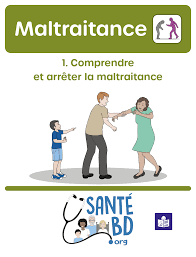 Maltraitance
1. Comprendre
et arrêter la maltraitance
SANTÉ
BD
.org